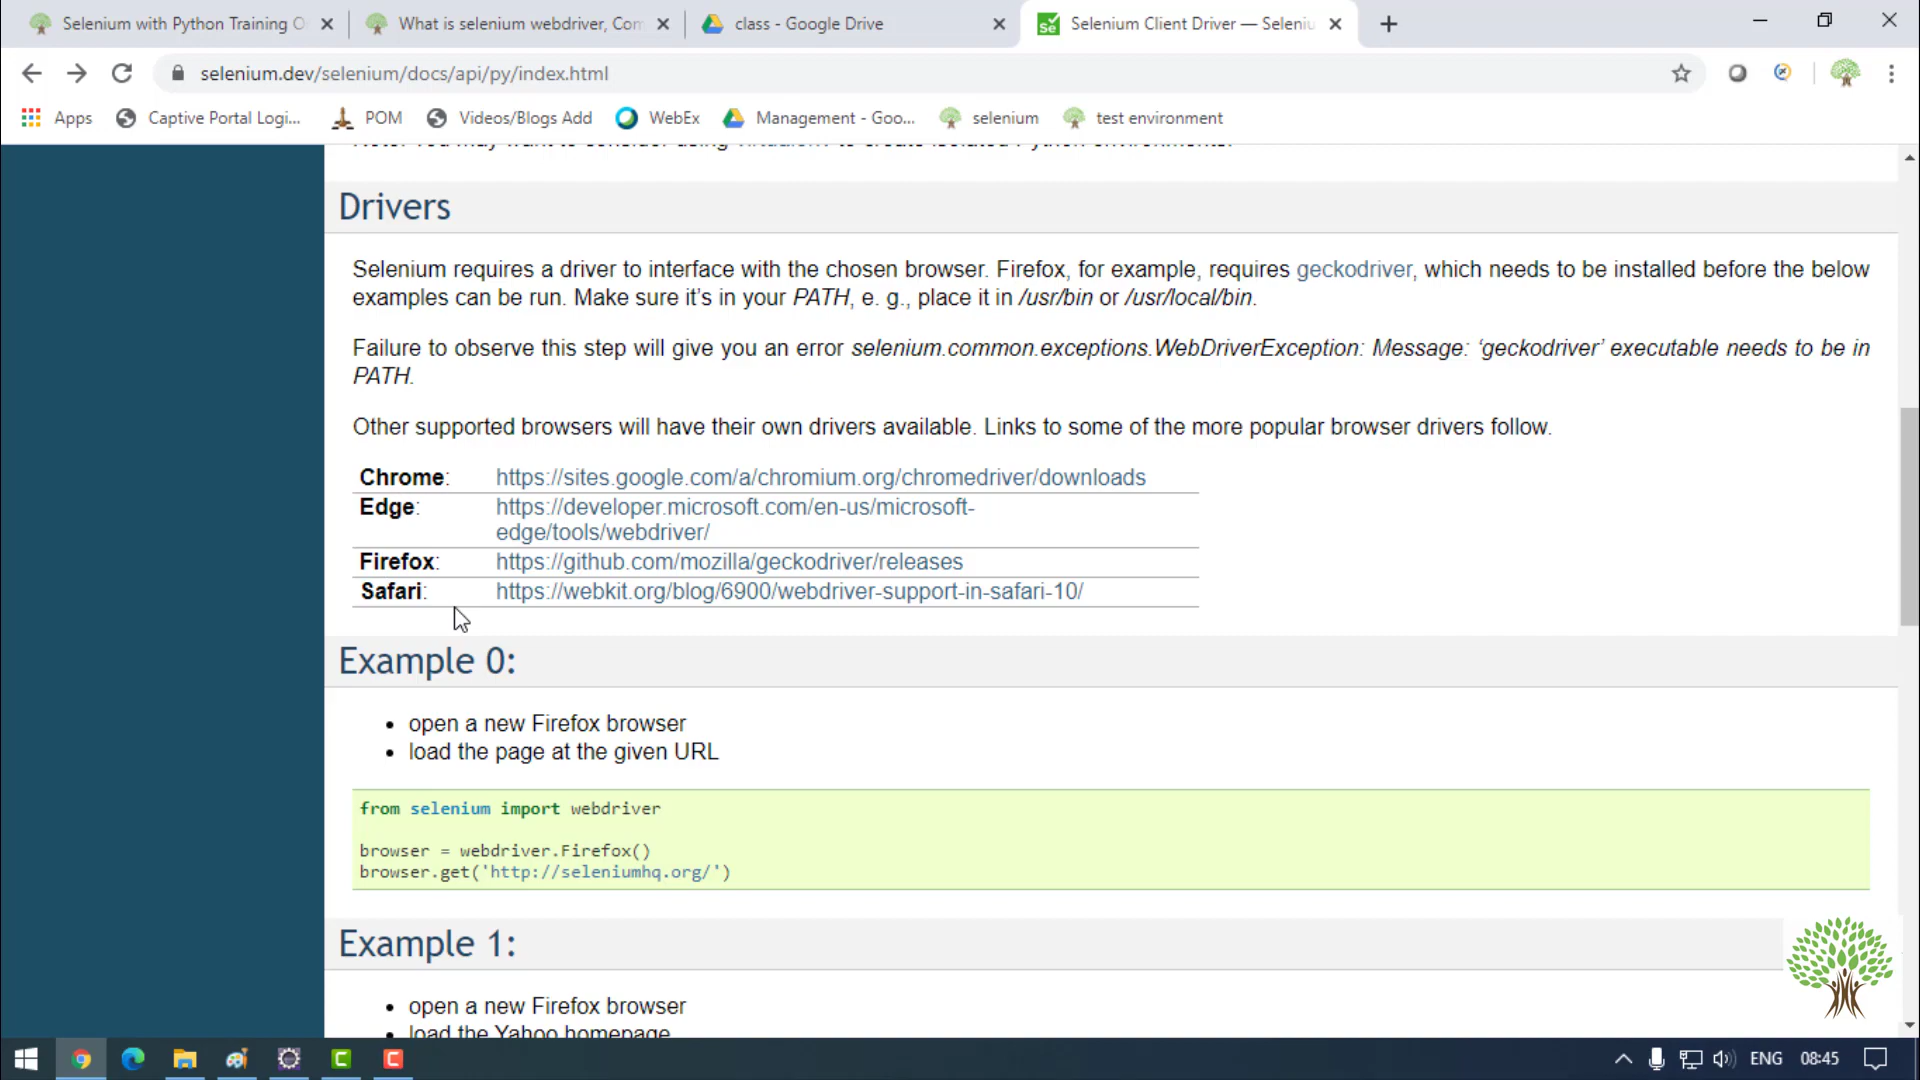 Selenium with Python Training O
What is selenium webdriver, Com
class - Google Drive
Selenium Client Driver — Seleniu
selenium.dev/selenium/docs/api/py/index.html
Apps
Captive Portal Logi...
POM
Videos/Blogs Add
WebEx
Management - Goo...
selenium
test environment
Drivers
Selenium requires a driver to interface with the chosen browser. Firefox, for example, requires geckodriver, which needs to be installed before the below
examples can be run. Make sure it's in your PATH, e. g., place it in /usr/bin or /usr/local/bin.
Failure to observe this step will give you an error selenium.common.exceptions.WebDriverException: Message: ‘geckodriver’ executable needs to be in
PATH.
Other supported browsers will have their own drivers available. Links to some of the more popular browser drivers follow.
Chrome: https://sites.google.com/a/chromium.org/chromedriver/downloads
Edge: https://developer.microsoft.com/en-us/microsoft-
edge/tools/webdriver/
Firefox: https://github.com/mozilla/geckodriver/releases
Safari: https://webkit.org/blog/6900/webdriver-support-in-safari-10/
Example 0:
open a new Firefox browser
load the page at the given URL
from selenium import webdriver
browser = webdriver.Firefox()
browser.get('http://seleniumhq.org/')
Example 1:
open a new Firefox browser
load the Yahoo homepage
ENG
08:45